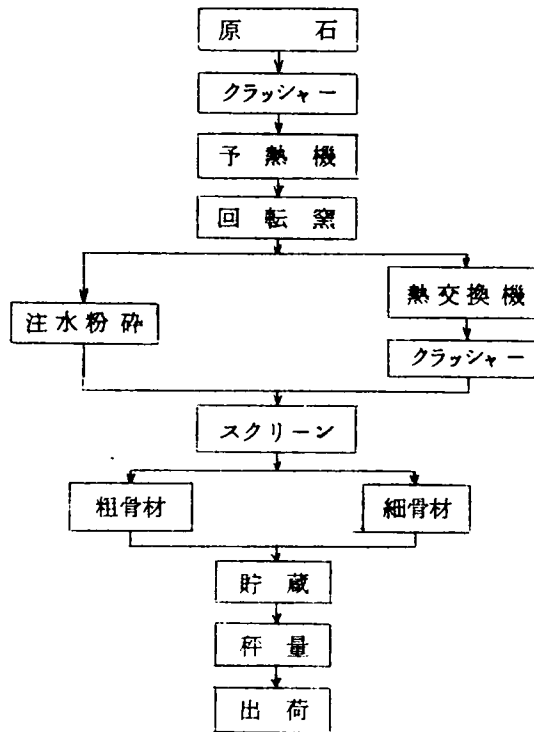 原石
クラッシャー
予熱機
回転窯
注水粉砕
熱交換機
クラッシャー
スクリーン
粗骨材
細骨材
貯蔵
秤量
出荷